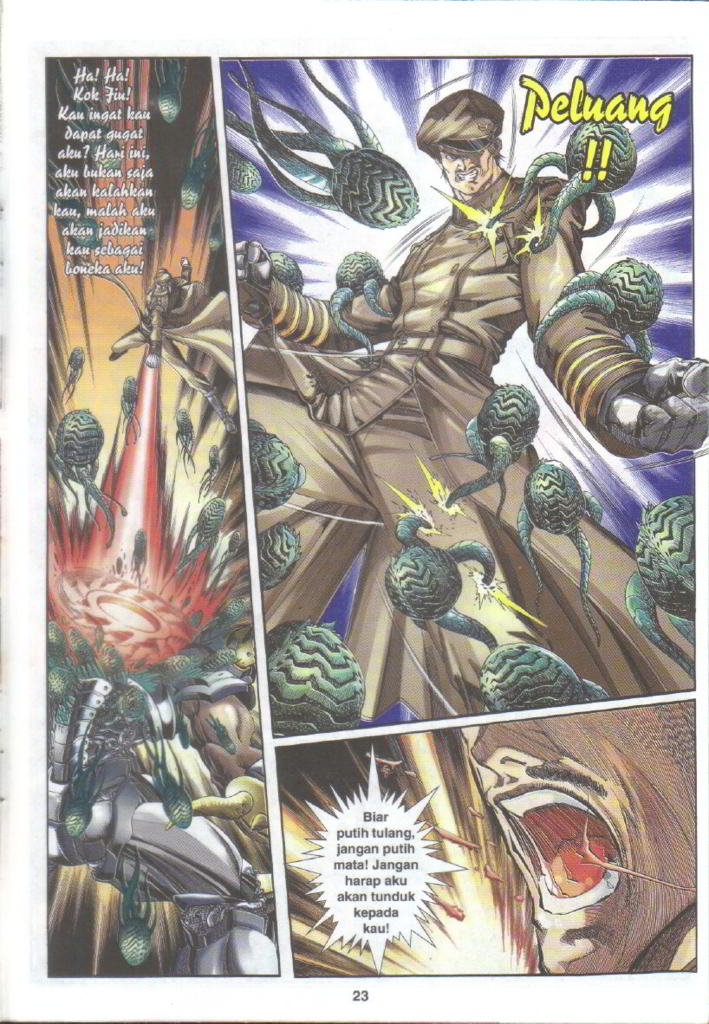 Ha! Ha!
Kok Fiu!
Kau ingat kau
dapat gugat
aku? Hari ini,
aku bukan saja
akan kalahkan
kau, malah aku
akan jadikan
kau sebagai
boneka aku!
Peluang
!!
Biar
putih tulang,
jangan putih
mata! Jangan
harap aku
akan tunduk
kepada
kau!
23